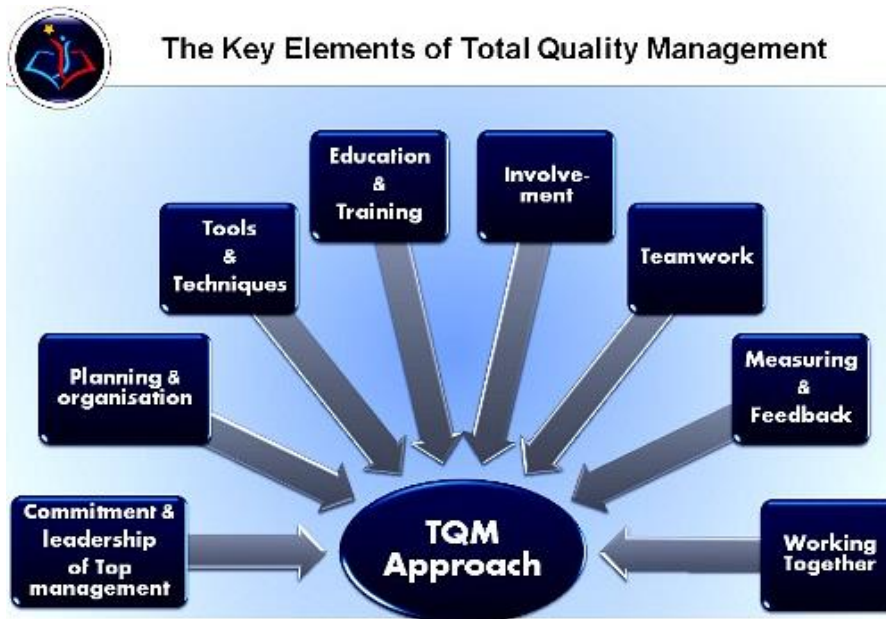 The Key Elements of Total Quality Management
Commitment &
leadership
of Top
management
Planning &
organisation
Tools
&
Techniques
Education
&
Training
Involve-
ment
Teamwork
Measuring
&
Feedback
Working
Together
TQM
Approach